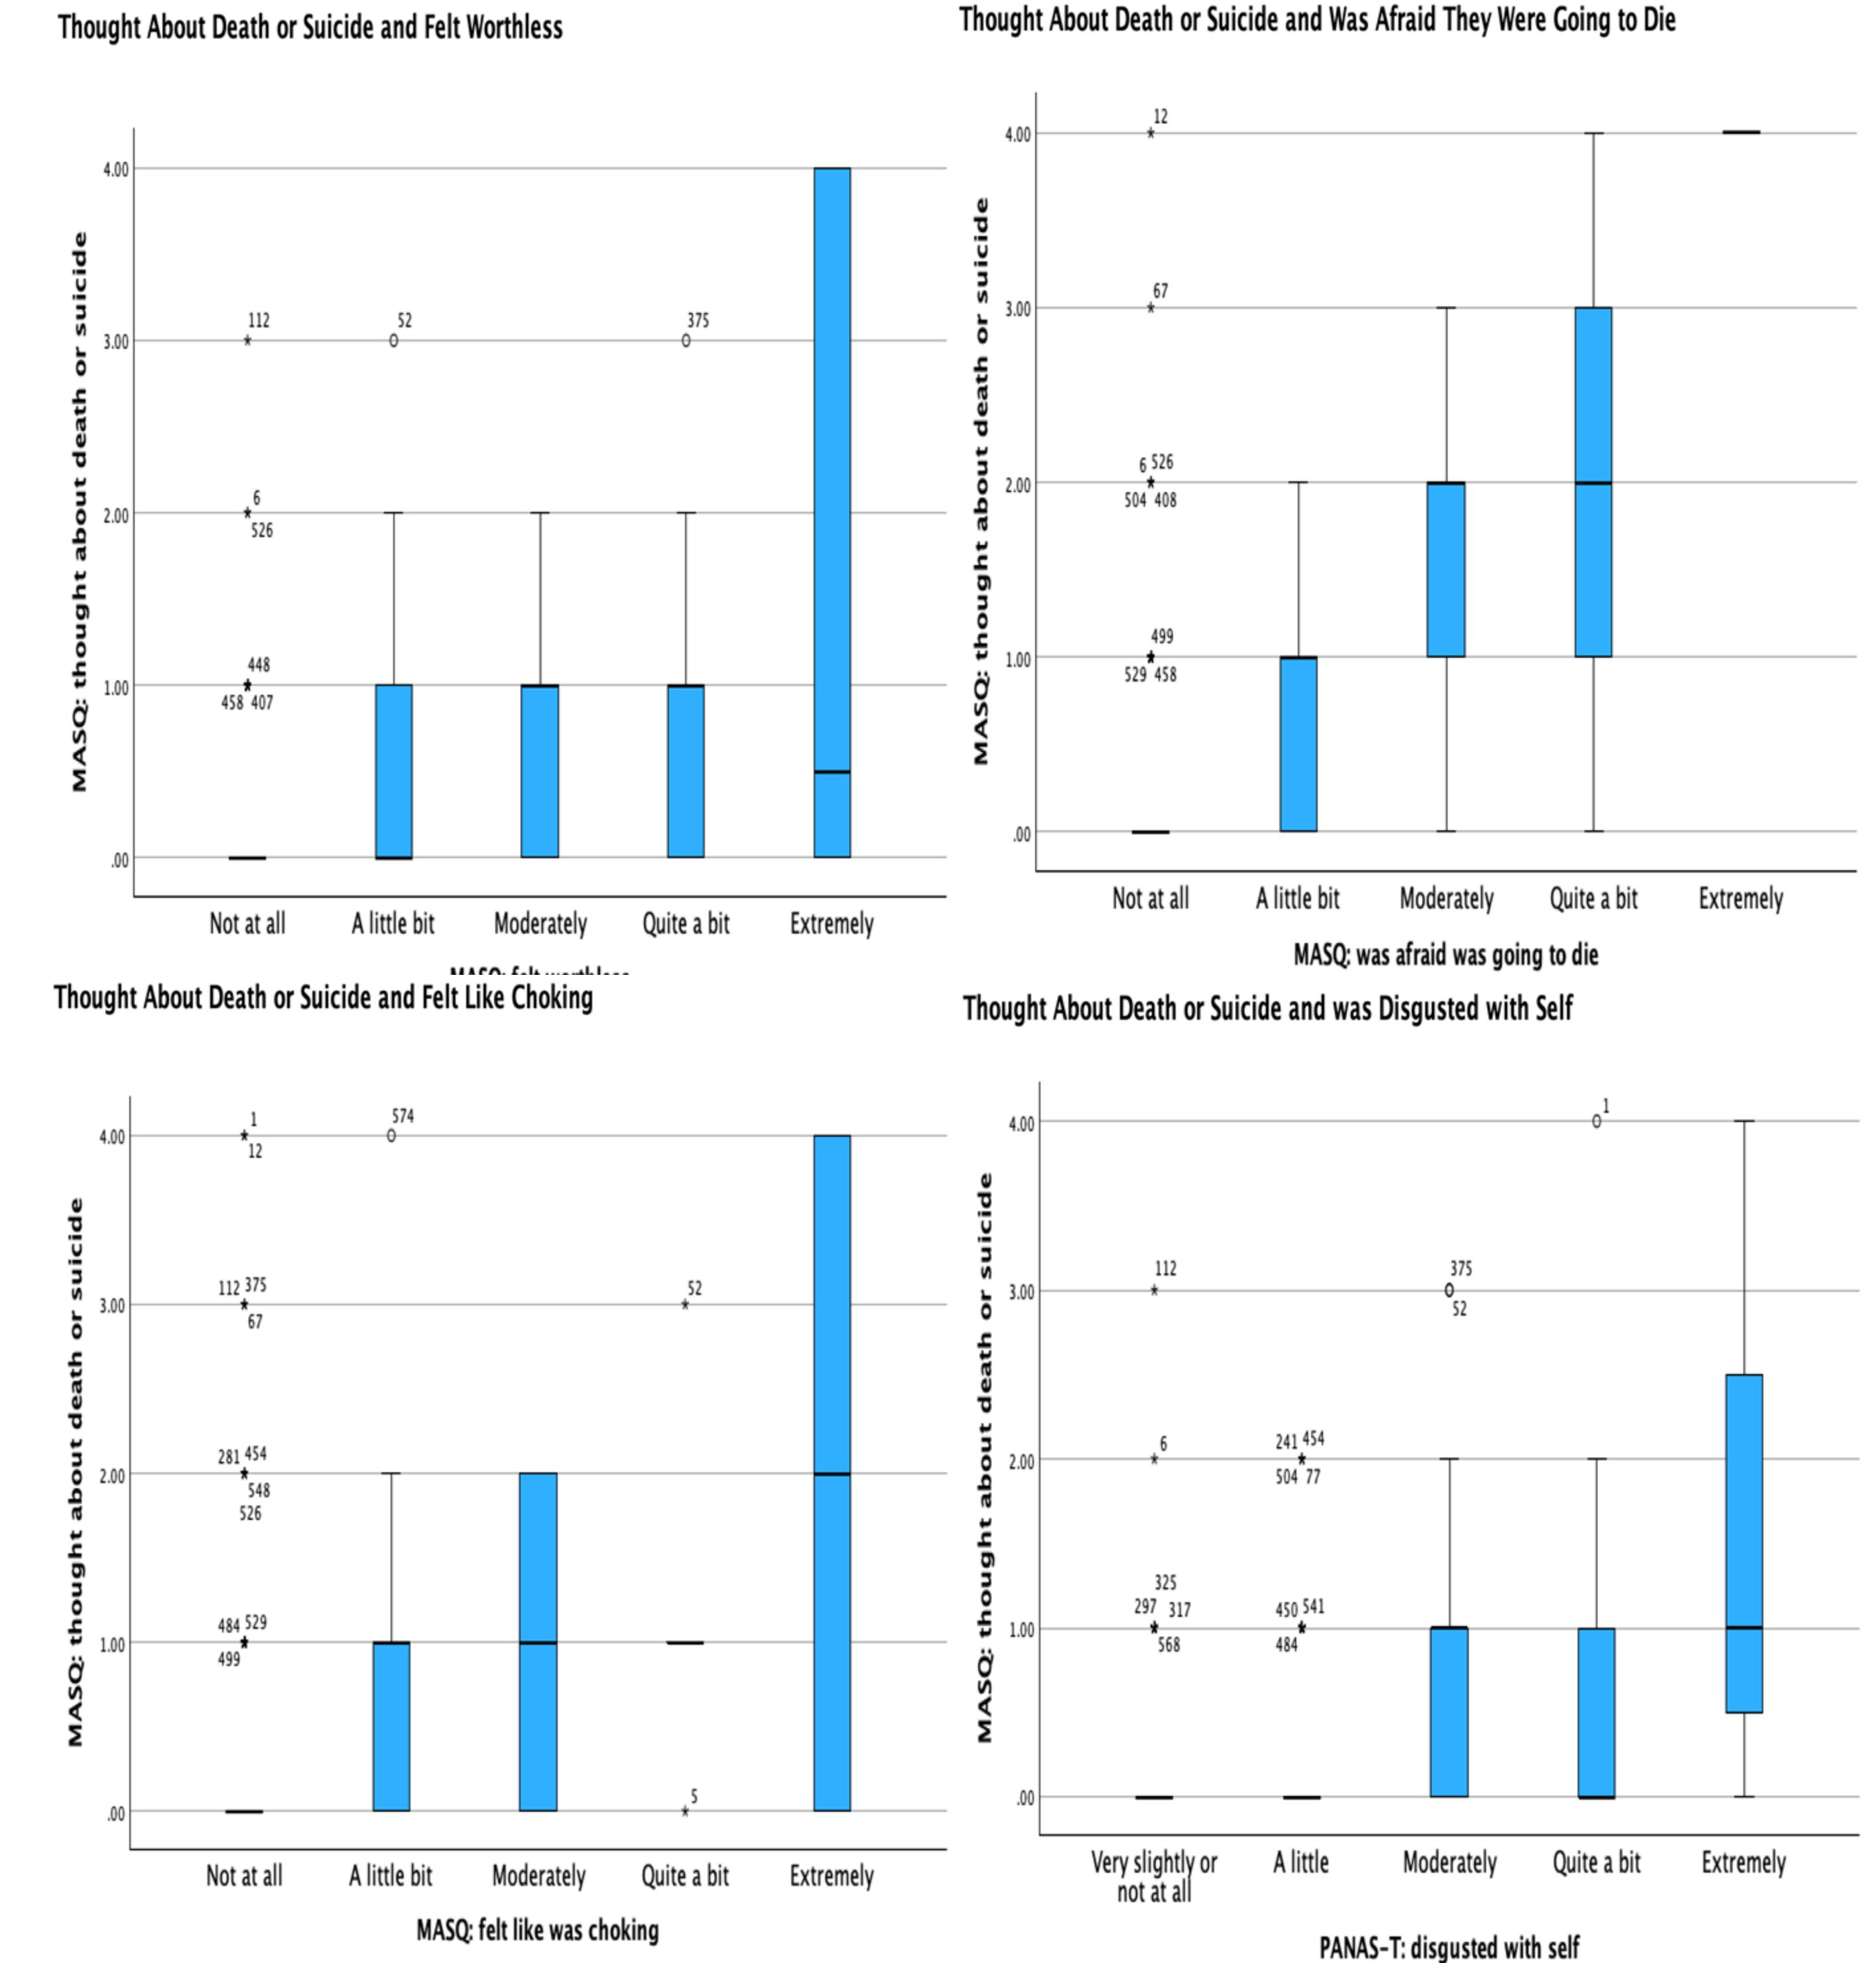 Thought About Death or Suicide and Felt Worthless
MASQ: thought about death or suicide
4.00
3.00
2.00
1.00
.00
112
52
375
6
526
448
458 407
Not at all
A little bit
Moderately
Quite a bit
Extremely
MASQ: felt worthless
Thought About Death or Suicide and Was Afraid They Were Going to Die
MASQ: thought about death or suicide
4.00
3.00
2.00
1.00
.00
12
67
6 526
504 408
499
529 458
Not at all
A little bit
Moderately
Quite a bit
Extremely
MASQ: was afraid was going to die
Thought About Death or Suicide and Felt Like Choking
MASQ: thought about death or suicide
4.00
3.00
2.00
1.00
.00
1
12
574
112 375
67
52
281 454
548
526
484 529
499
5
Not at all
A little bit
Moderately
Quite a bit
Extremely
MASQ: felt like was choking
Thought About Death or Suicide and was Disgusted with Self
MASQ: thought about death or suicide
4.00
3.00
2.00
1.00
.00
1
112
375
52
6
241 454
504 77
325
297 317
568
450 541
484
Very slightly or
not at all
A little
Moderately
Quite a bit
Extremely
PANAS-T: disgusted with self